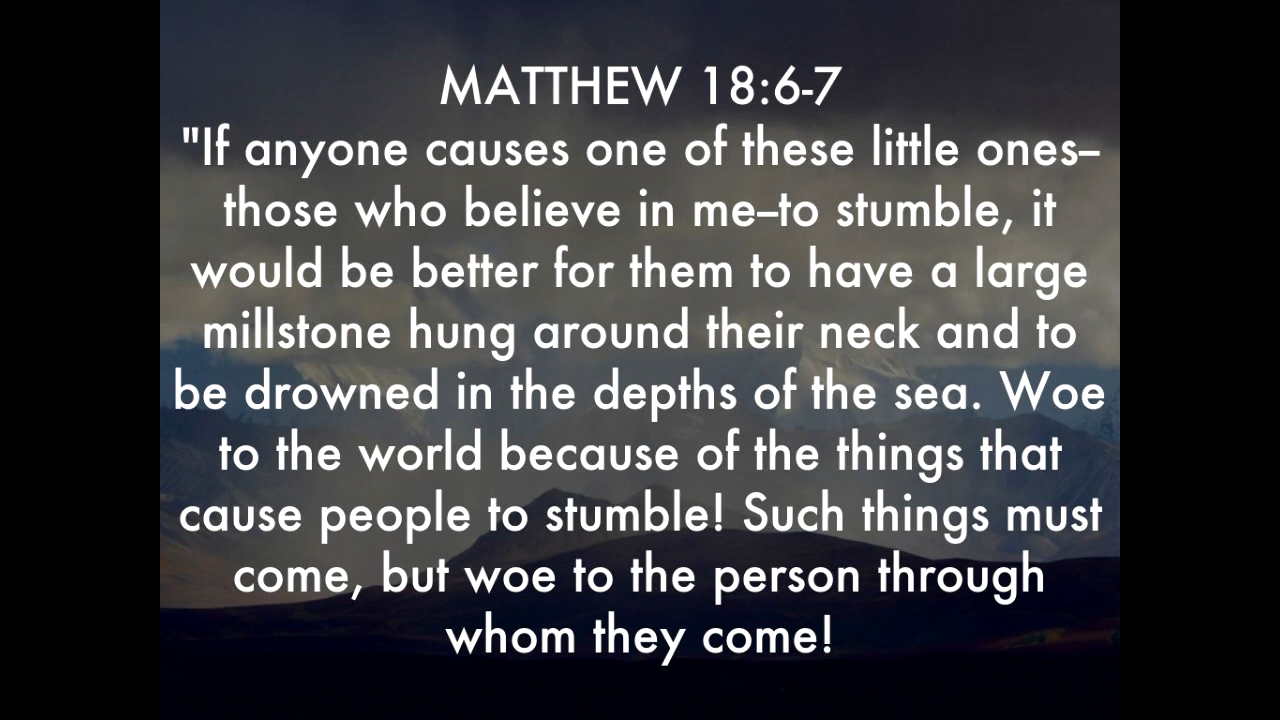 MATTHEW 18:6-7
"If anyone causes one of these little ones–
those who believe in me–to stumble, it
would be better for them to have a large
millstone hung around their neck and to
be drowned in the depths of the sea. Woe
to the world because of the things that
cause people to stumble! Such things must
come, but woe to the person through
whom they come!